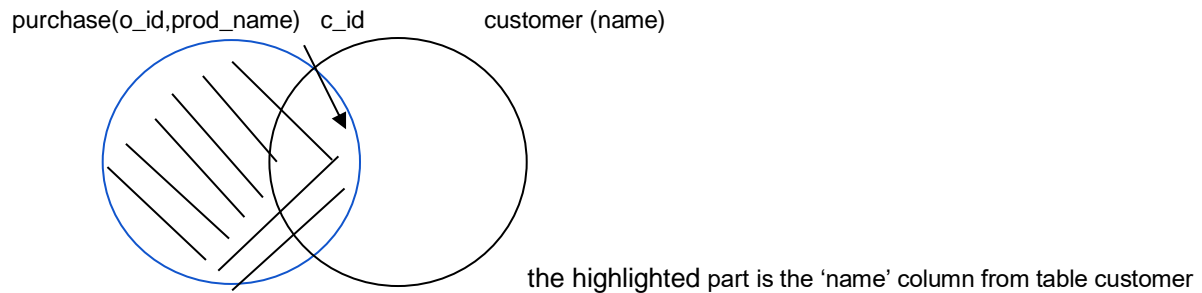 purchase(o_id,prod_name) c_id customer (name)
the highlighted part is the ‘name’ column from table customer